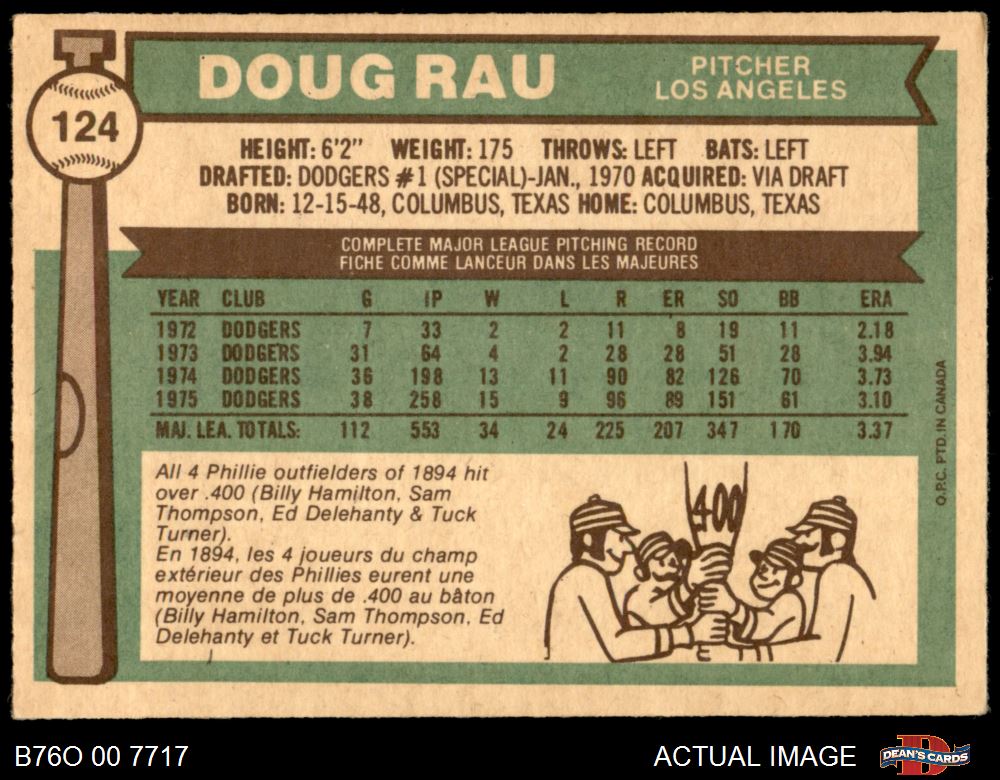 124
DOUG RAU
PITCHER
LOS ANGELES
HEIGHT: 6'2" WEIGHT: 175 THROWS: LEFT BATS: LEFT
DRAFTED: DODGERS #1 (SPECIAL)-JAN., 1970 ACQUIRED: VIA DRAFT
BORN: 12-15-48, COLUMBUS, TEXAS HOME: COLUMBUS, TEXAS
COMPLETE MAJOR LEAGUE PITCHING RECORD
FICHE COMME LANCEUR DANS LES MAJEURES
YEAR CLUB G IP W L R ER SO BB ERA
1972 DODGERS 7 33 2 2 11 8 19 11 2.18
1973 DODGERS 31 64 4 2 28 28 51 28 3.94
1974 DODGERS 36 198 13 11 90 82 126 70 3.73
1975 DODGERS 38 258 15 9 96 89 151 61 3.10
MAJ. LEA. TOTALS: 112 553 34 24 225 207 347 170 3.37
All 4 Phillie outfielders of 1894 hit
over .400 (Billy Hamilton, Sam
Thompson, Ed Delehanty & Tuck
Turner).
En 1894, les 4 joueurs du champ
extérieur des Phillies eurent une
moyenne de plus de .400 au bâton
(Billy Hamilton, Sam Thompson, Ed
Delehanty et Tuck Turner).
.400
O.P.C. PTD. IN CANADA
B76O 00 7717
ACTUAL IMAGE
DEAN'S CARDS